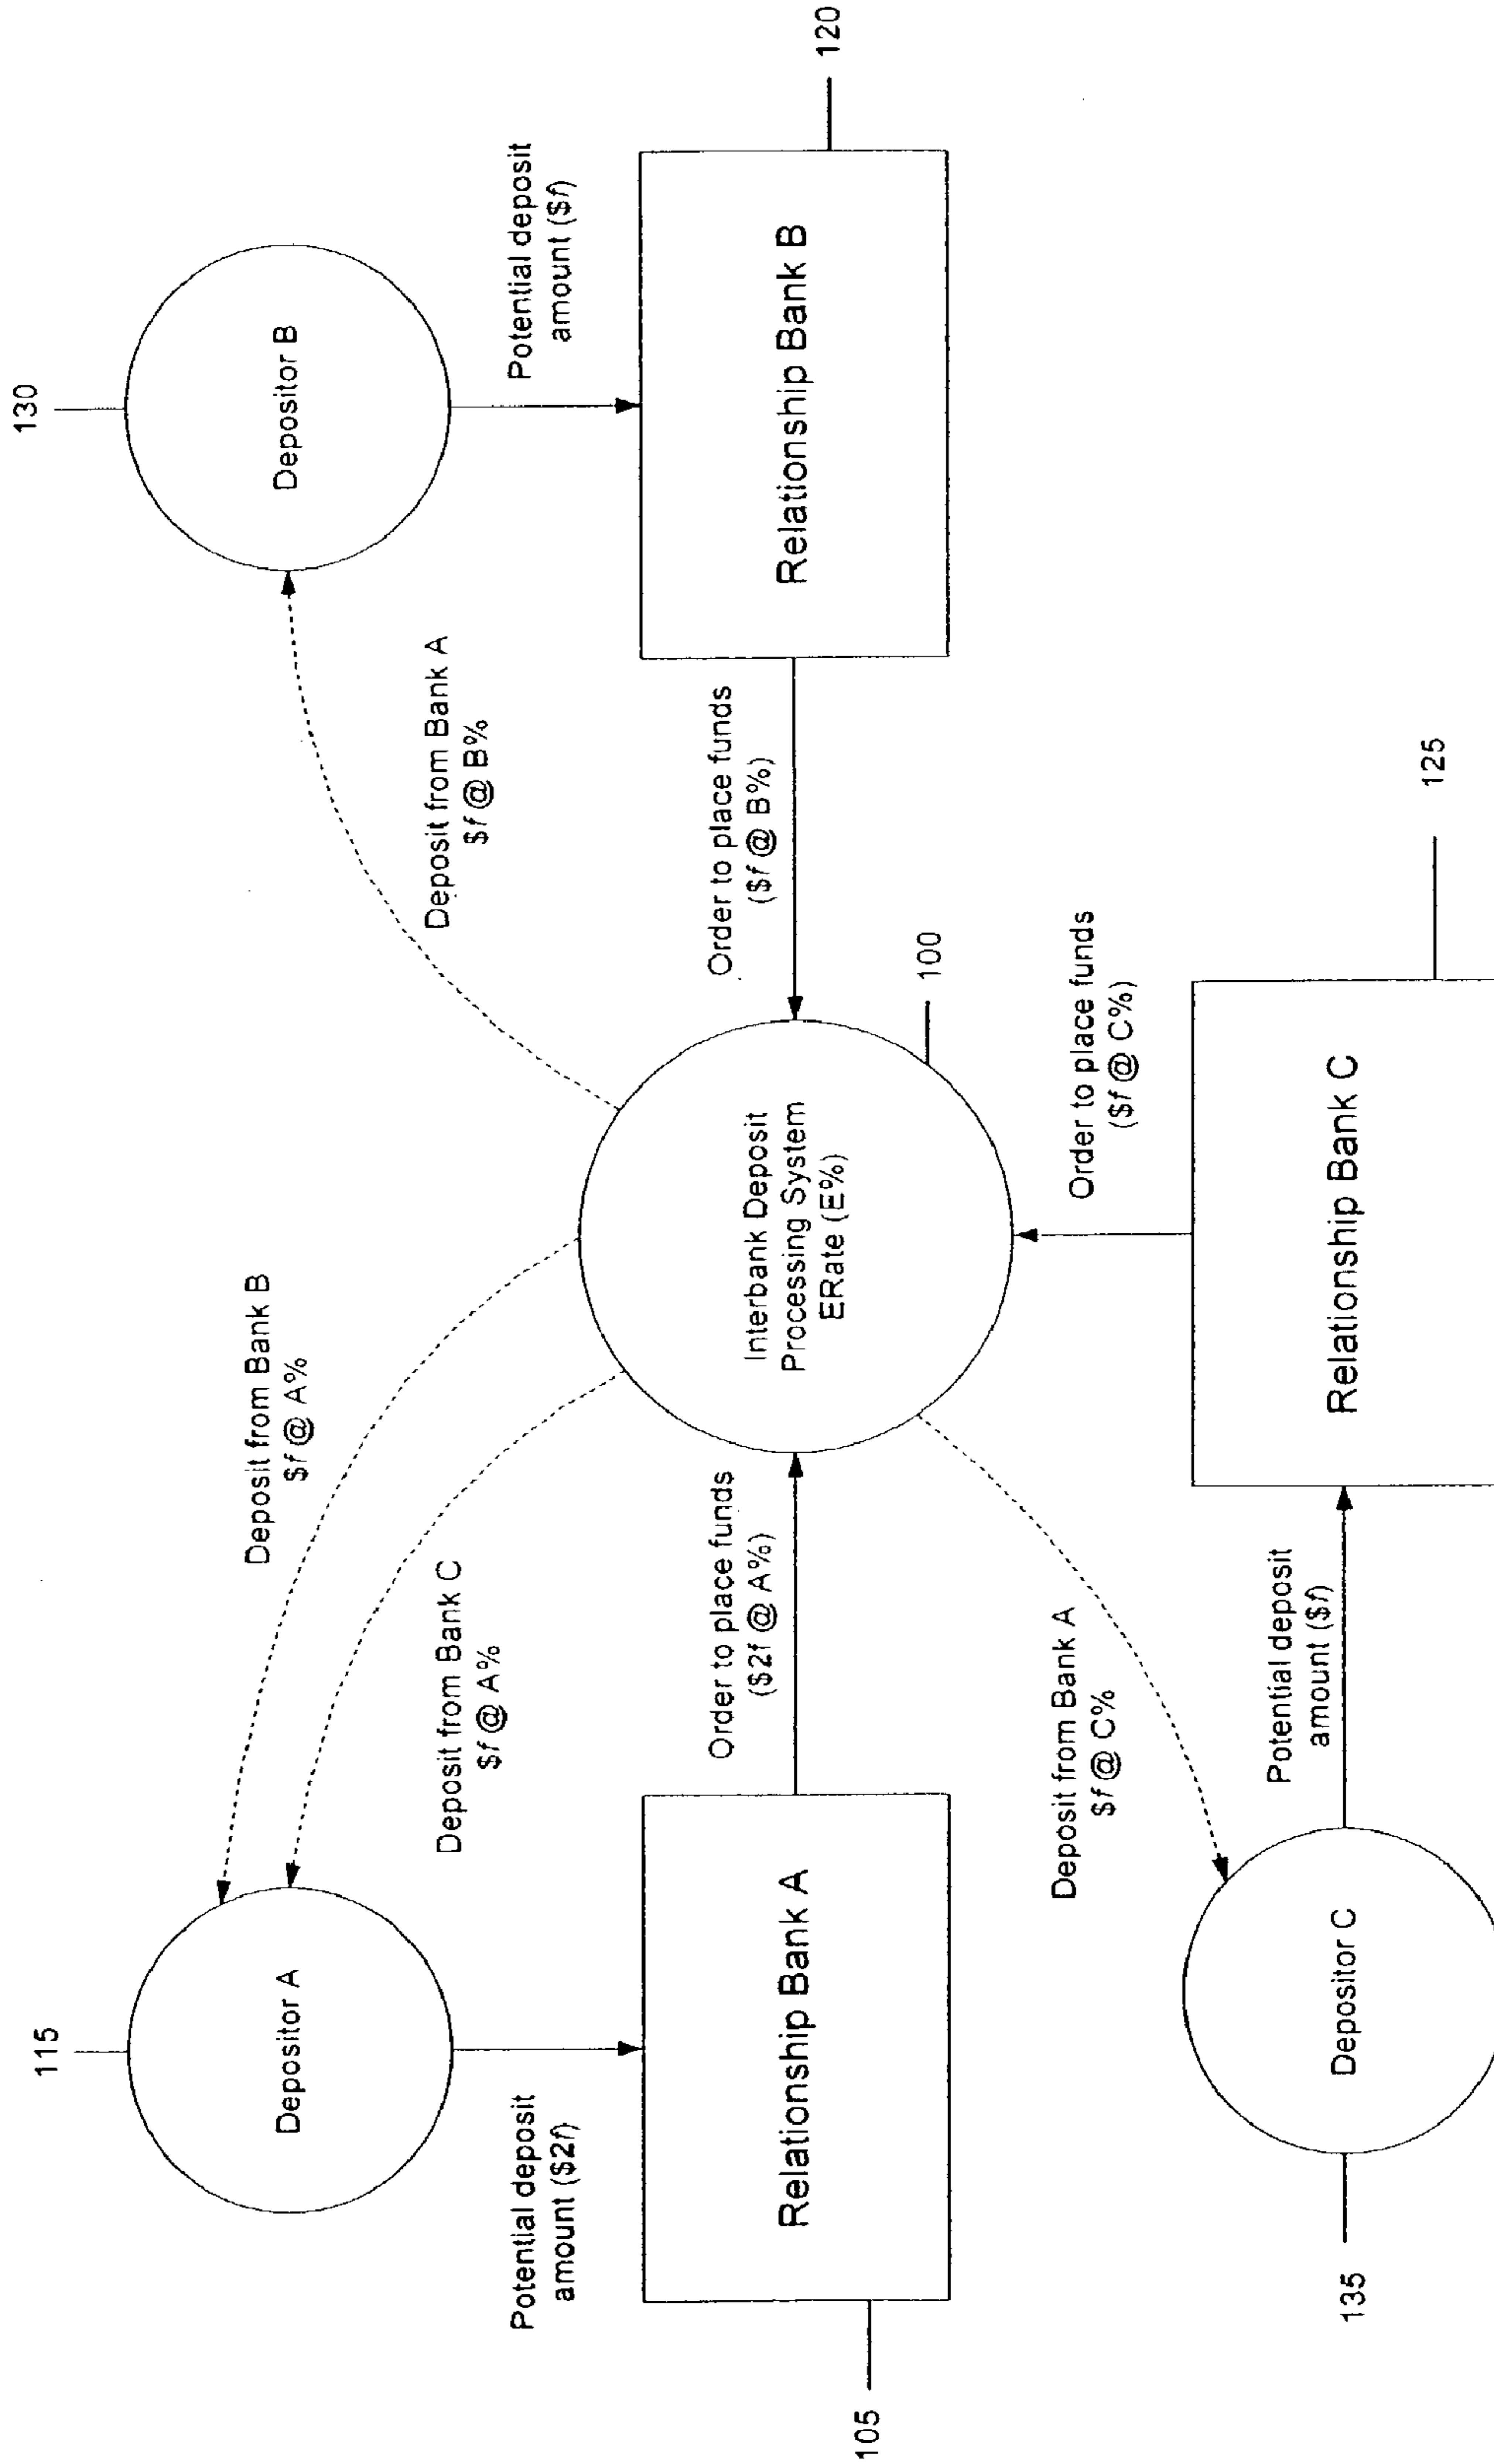 115
130
Depositor A
Depositor B
Deposit from Bank B
$f @ A%
Deposit from Bank A
$f @ B%
Deposit from Bank C
$f @ A%
Potential deposit
amount ($2f)
Potential deposit
amount ($f)
Relationship Bank A
105
Order to place funds
($2f @ A%)
Interbank Deposit
Processing System
ERate (E%)
100
Order to place funds
($f @ B%)
Relationship Bank B
120
Deposit from Bank A
$f @ C%
Order to place funds
($f @ C%)
Depositor C
135
Potential deposit
amount ($f)
Relationship Bank C
125